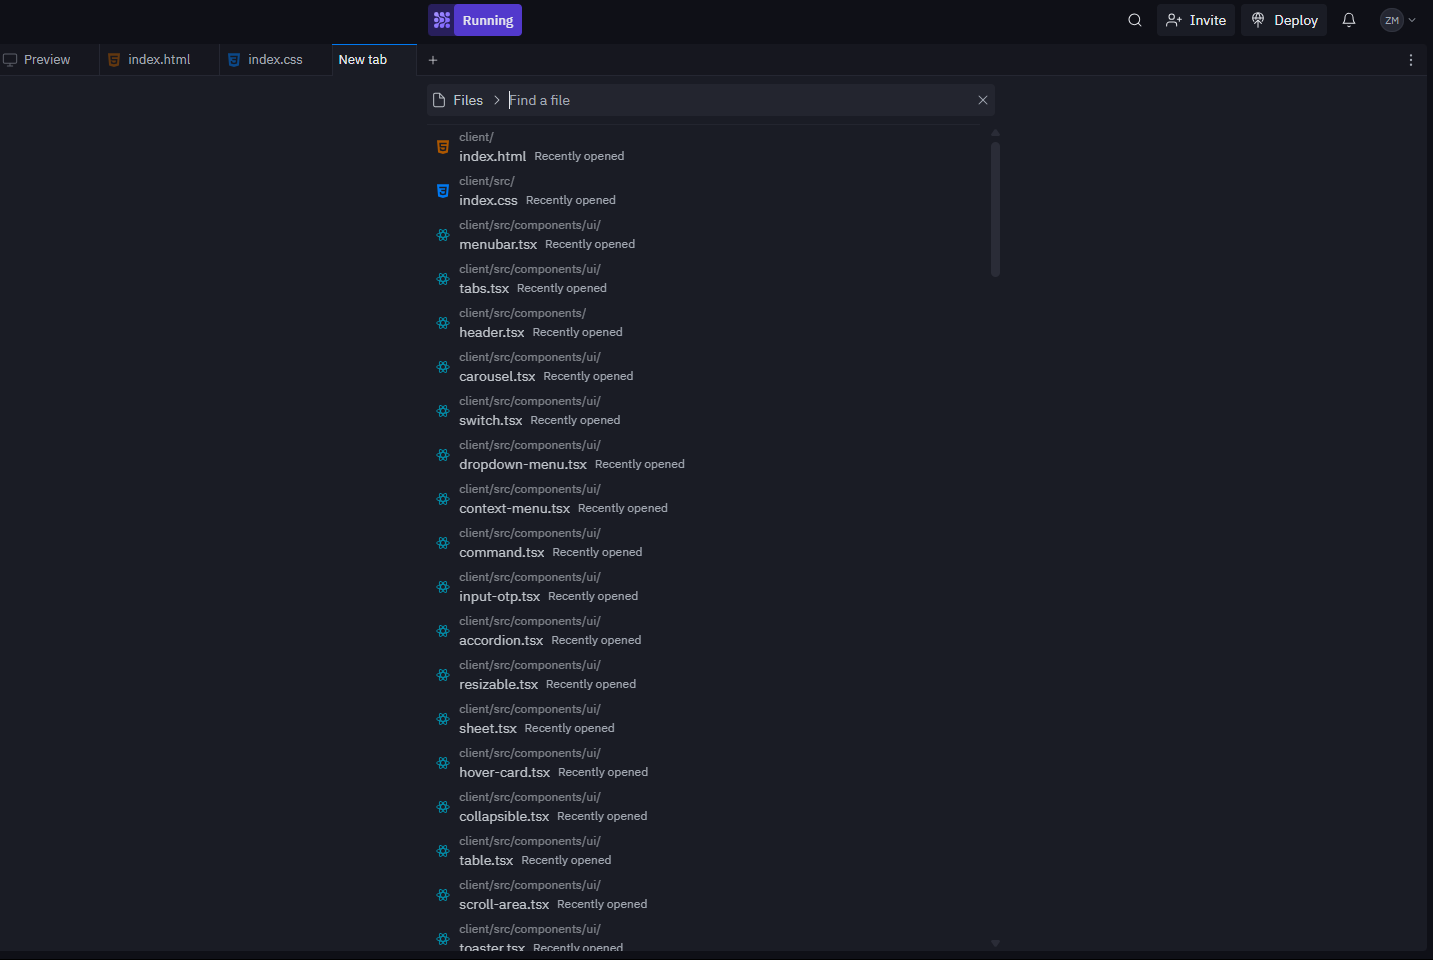 Running
Invite
Deploy
ZM
Preview
index.html
index.css
New tab
Files > Find a file
client/
index.html Recently opened
client/src/
index.css Recently opened
client/src/components/ui/
menubar.tsx Recently opened
client/src/components/ui/
tabs.tsx Recently opened
client/src/components/
header.tsx Recently opened
client/src/components/ui/
carousel.tsx Recently opened
client/src/components/ui/
switch.tsx Recently opened
client/src/components/ui/
dropdown-menu.tsx Recently opened
client/src/components/ui/
context-menu.tsx Recently opened
client/src/components/ui/
command.tsx Recently opened
client/src/components/ui/
input-otp.tsx Recently opened
client/src/components/ui/
accordion.tsx Recently opened
client/src/components/ui/
resizable.tsx Recently opened
client/src/components/ui/
sheet.tsx Recently opened
client/src/components/ui/
hover-card.tsx Recently opened
client/src/components/ui/
collapsible.tsx Recently opened
client/src/components/ui/
table.tsx Recently opened
client/src/components/ui/
scroll-area.tsx Recently opened
client/src/components/ui/
toaster.tsx Recently opened